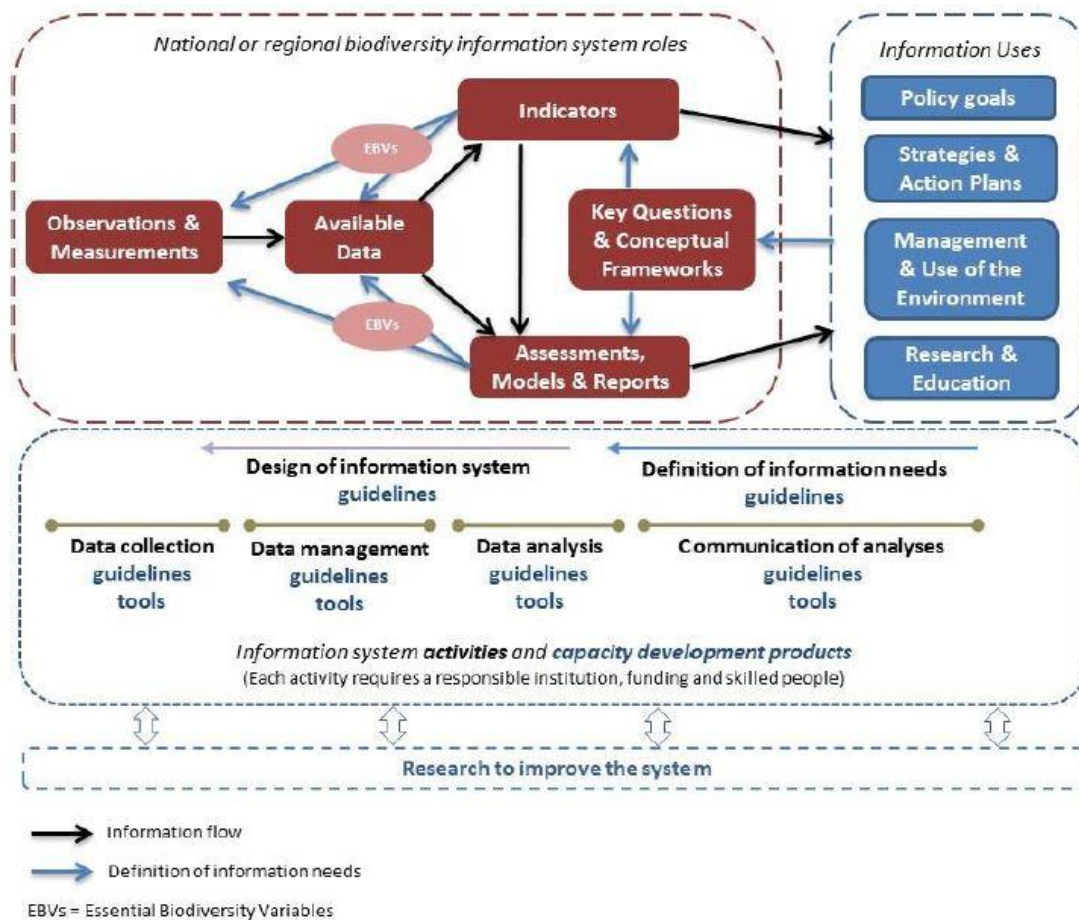 National or regional biodiversity information system roles
Information Uses
Indicators
EBVs
Observations &
Measurements
Available
Data
Key Questions
& Conceptual
Frameworks
EBVs
Assessments,
Models & Reports
Policy goals
Strategies &
Action Plans
Management
& Use of the
Environment
Research &
Education
Design of information system
guidelines
Definition of information needs
guidelines
Data collection
guidelines
tools
Data management
guidelines
tools
Data analysis
guidelines
tools
Communication of analyses
guidelines
tools
Information system activities and capacity development products
(Each activity requires a responsible institution, funding and skilled people)
Research to improve the system
Information flow
Definition of information needs
EBVs = Essential Biodiversity Variables